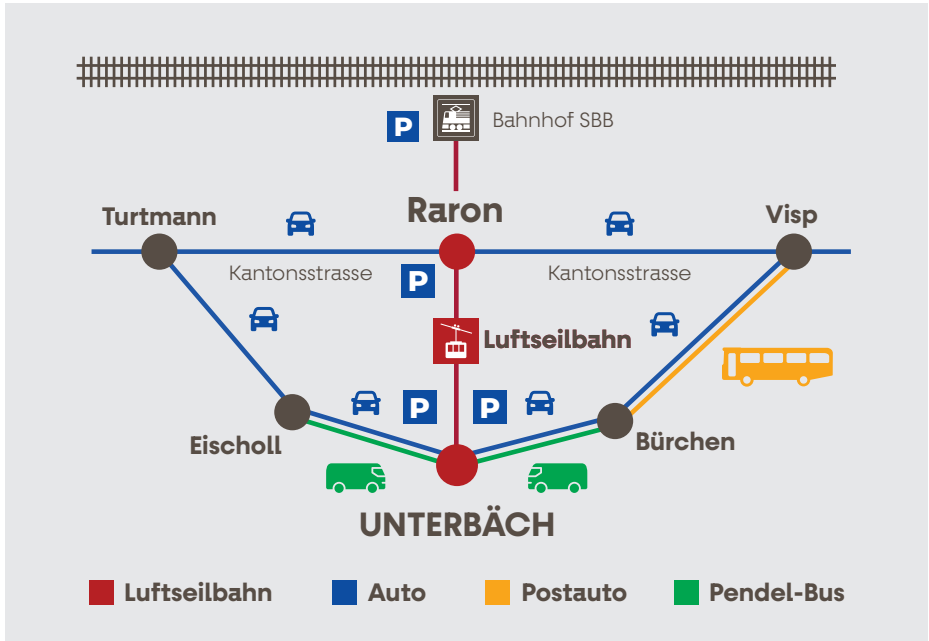 P
Bahnhof SBB
Raron
Turtmann
Visp
Kantonsstrasse
Kantonsstrasse
P
Luftseilbahn
P
P
Eischoll
Bürchen
UNTERBÄCH
Luftseilbahn
Auto
Postauto
Pendel-Bus